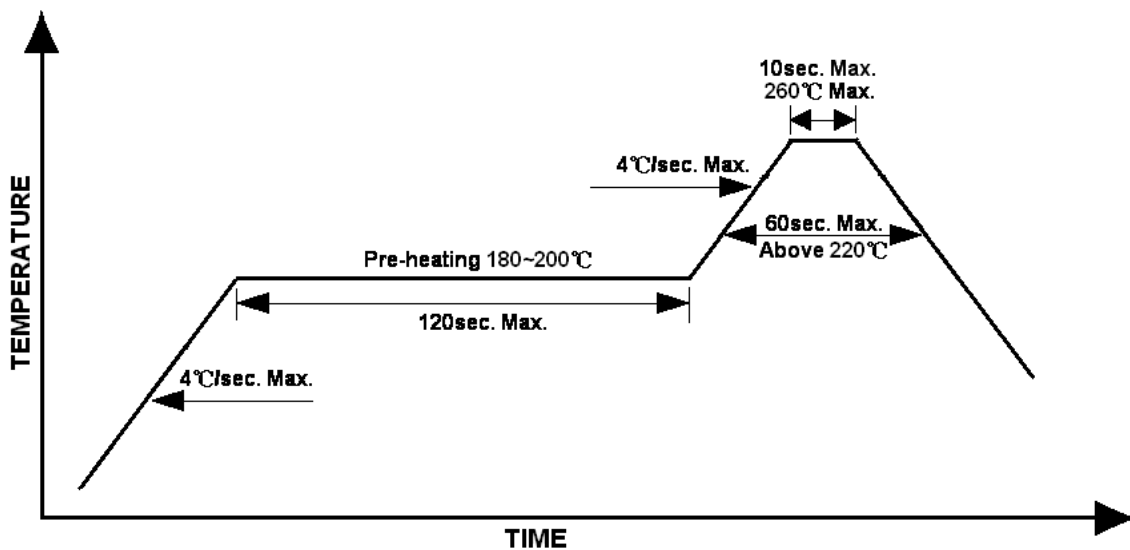 10sec. Max.
260℃ Max.
4℃/sec. Max.
60sec. Max.
Above 220℃
Pre-heating 180~200℃
120sec. Max.
4℃/sec. Max.
TEMPERATURE
TIME